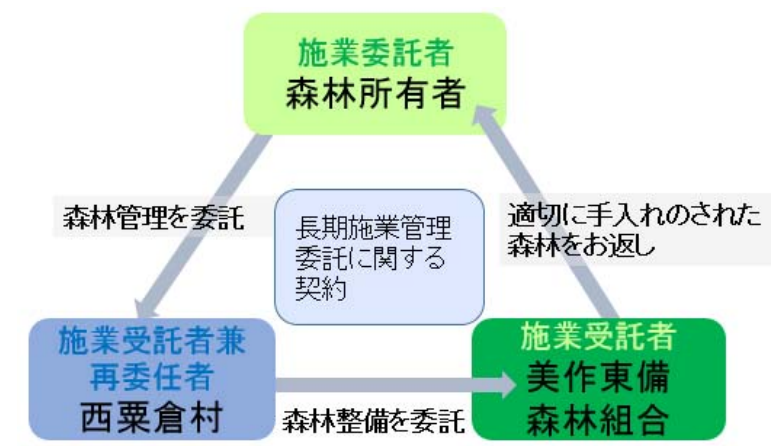 施業委託者
森林所有者
森林管理を委託
長期施業管理
委託に関する
契約
適切に手入れのされた
森林をお返し
施業受託者兼
再委任者
西粟倉村
森林整備を委託
施業受託者
美作東備
森林組合